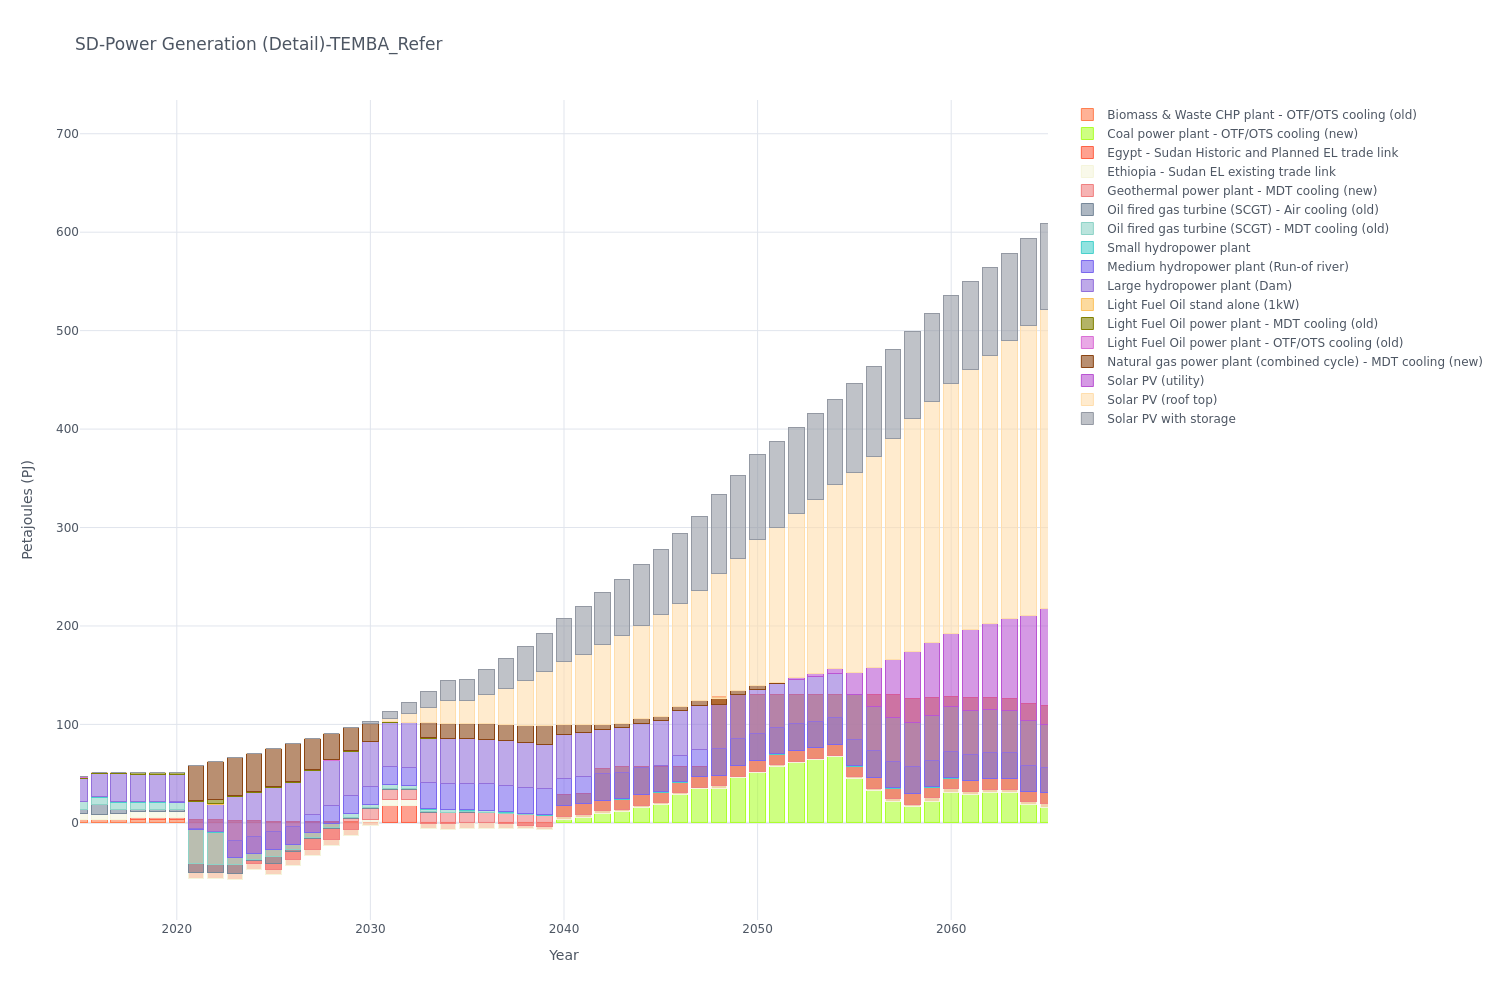 SD-Power Generation (Detail)-TEMBA_Refer
Petajoules (PJ)
700
600
500
400
300
200
100
0
2020
2030
2040
2050
2060
Year
Biomass & Waste CHP plant - OTF/OTS cooling (old)
Coal power plant - OTF/OTS cooling (new)
Egypt - Sudan Historic and Planned EL trade link
Ethiopia - Sudan EL existing trade link
Geothermal power plant - MDT cooling (new)
Oil fired gas turbine (SCGT) - Air cooling (old)
Oil fired gas turbine (SCGT) - MDT cooling (old)
Small hydropower plant
Medium hydropower plant (Run-of river)
Large hydropower plant (Dam)
Light Fuel Oil stand alone (1kW)
Light Fuel Oil power plant - MDT cooling (old)
Light Fuel Oil power plant - OTF/OTS cooling (old)
Natural gas power plant (combined cycle) - MDT cooling (new)
Solar PV (utility)
Solar PV (roof top)
Solar PV with storage